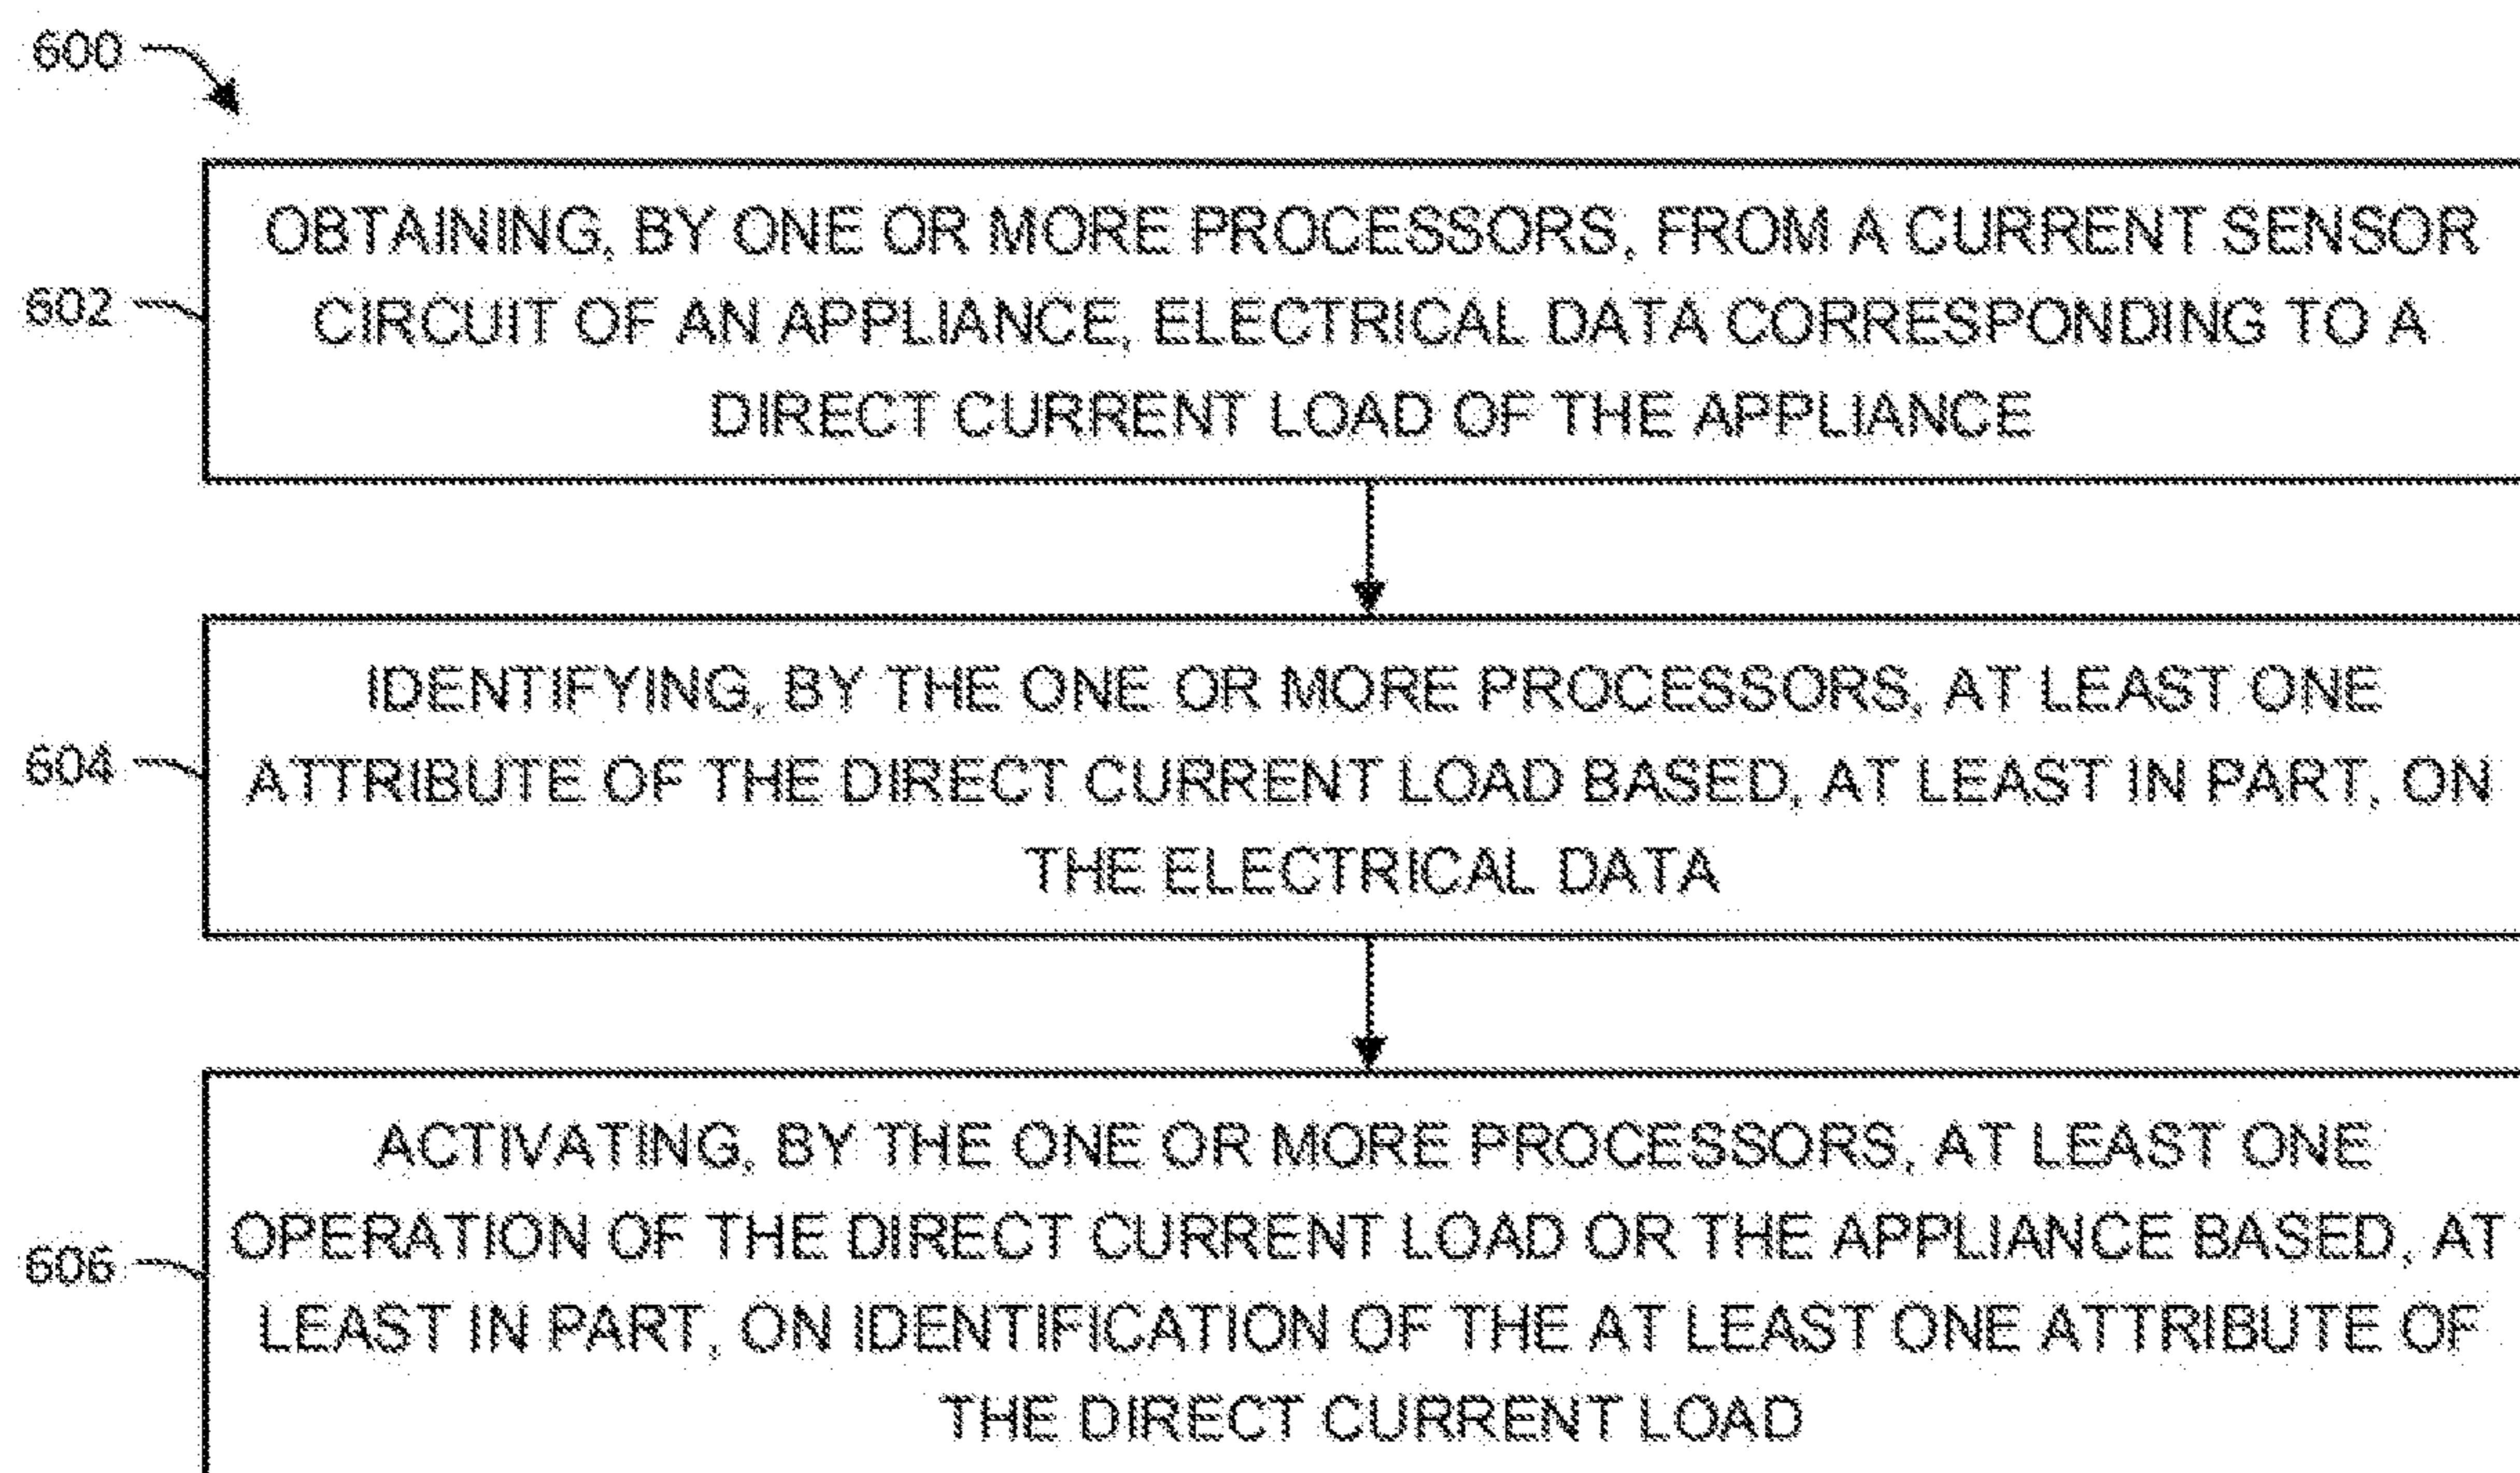 600
OBTAINING, BY ONE OR MORE PROCESSORS, FROM A CURRENT SENSOR
602
CIRCUIT OF AN APPLIANCE, ELECTRICAL DATA CORRESPONDING TO A
DIRECT CURRENT LOAD OF THE APPLIANCE
IDENTIFYING, BY THE ONE OR MORE PROCESSORS, AT LEAST ONE
604
ATTRIBUTE OF THE DIRECT CURRENT LOAD BASED, AT LEAST IN PART, ON
THE ELECTRICAL DATA
ACTIVATING, BY THE ONE OR MORE PROCESSORS, AT LEAST ONE
OPERATION OF THE DIRECT CURRENT LOAD OR THE APPLIANCE BASED, AT
606
LEAST IN PART, ON IDENTIFICATION OF THE AT LEAST ONE ATTRIBUTE OF
THE DIRECT CURRENT LOAD